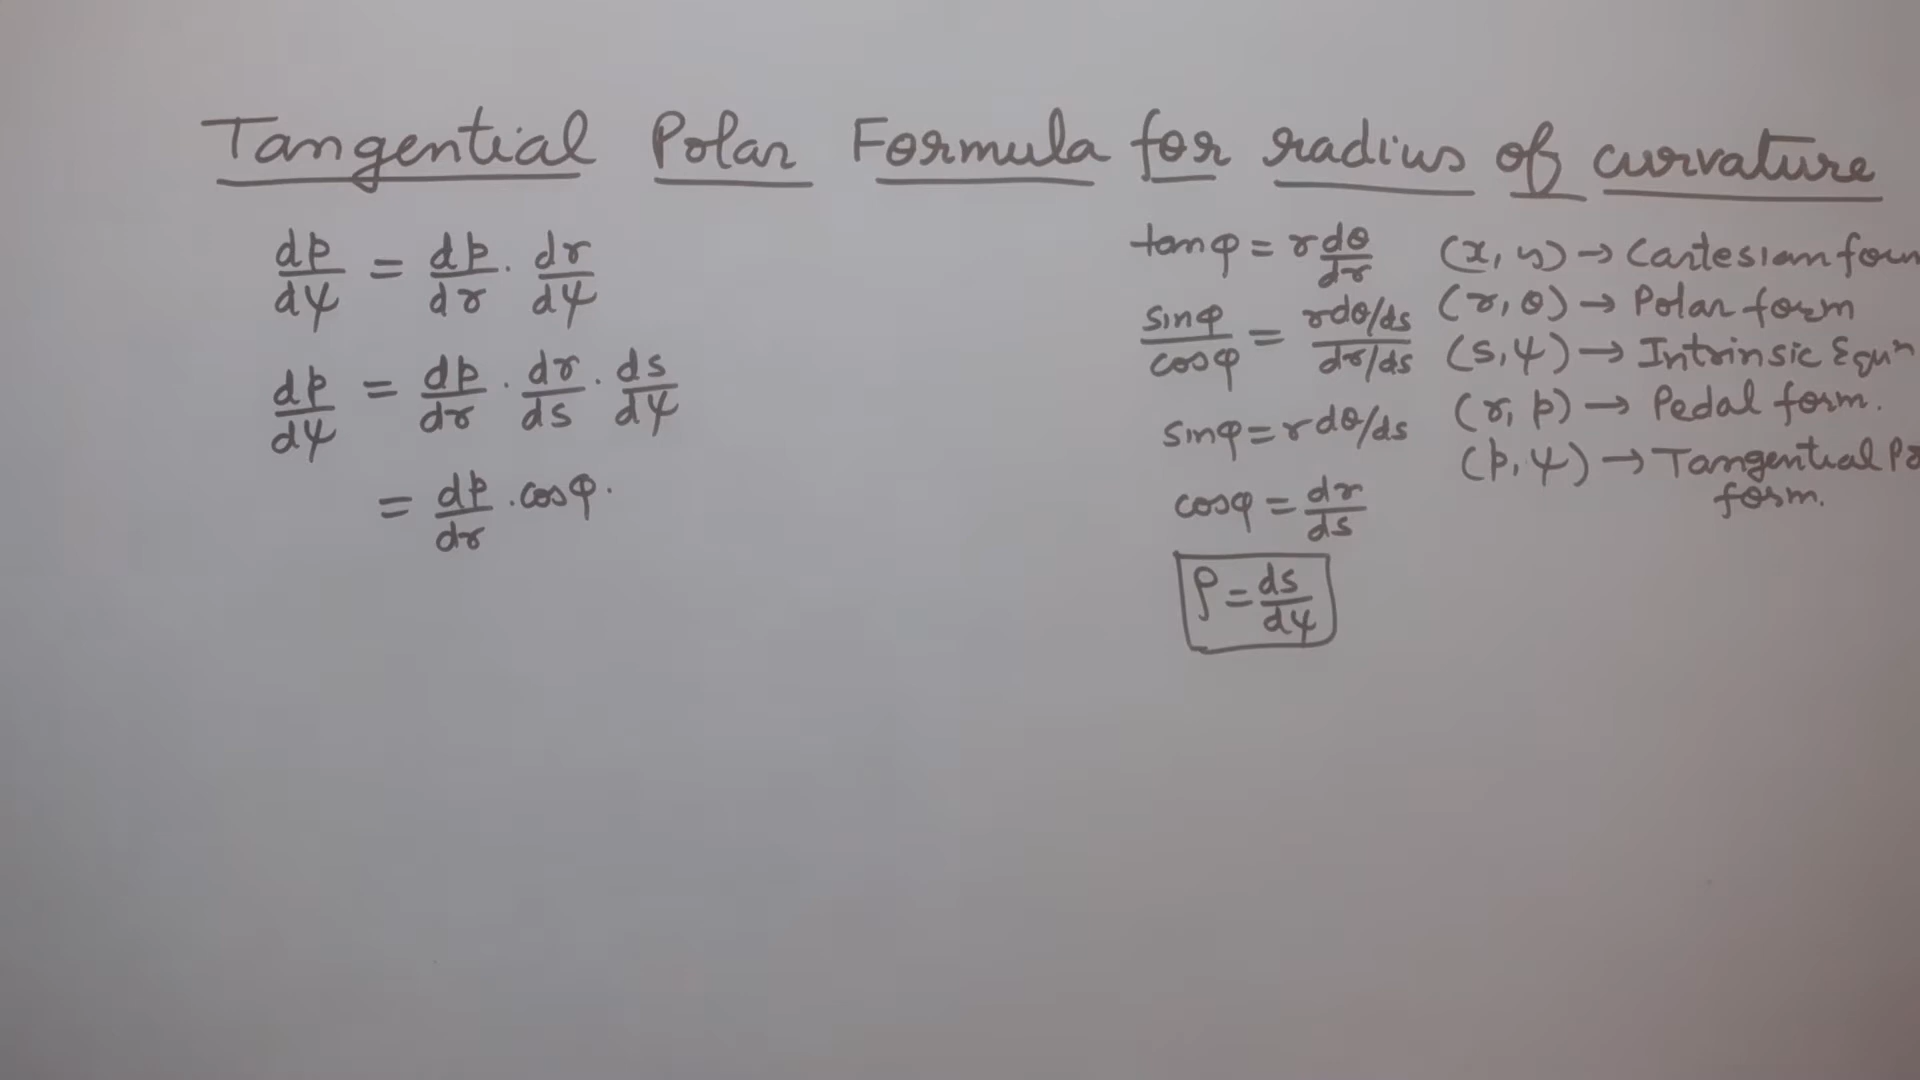 Tangential Polar Formula for radius of curvature
dp/dψ = dp/dr . dr/dψ
dp/dψ = dp/dr . dr/ds . ds/dψ
= dp/dr . cosφ.
tanφ = r dθ/dr
sinφ/cosφ = rdθ/ds / dr/ds
sinφ = r dθ/ds
cosφ = dr/ds
ρ = ds/dψ
(x, y) → Cartesian form
(r, θ) → Polar form
(s, ψ) → Intrinsic Equn
(r, p) → Pedal form.
(p, ψ) → Tangential Po
form.